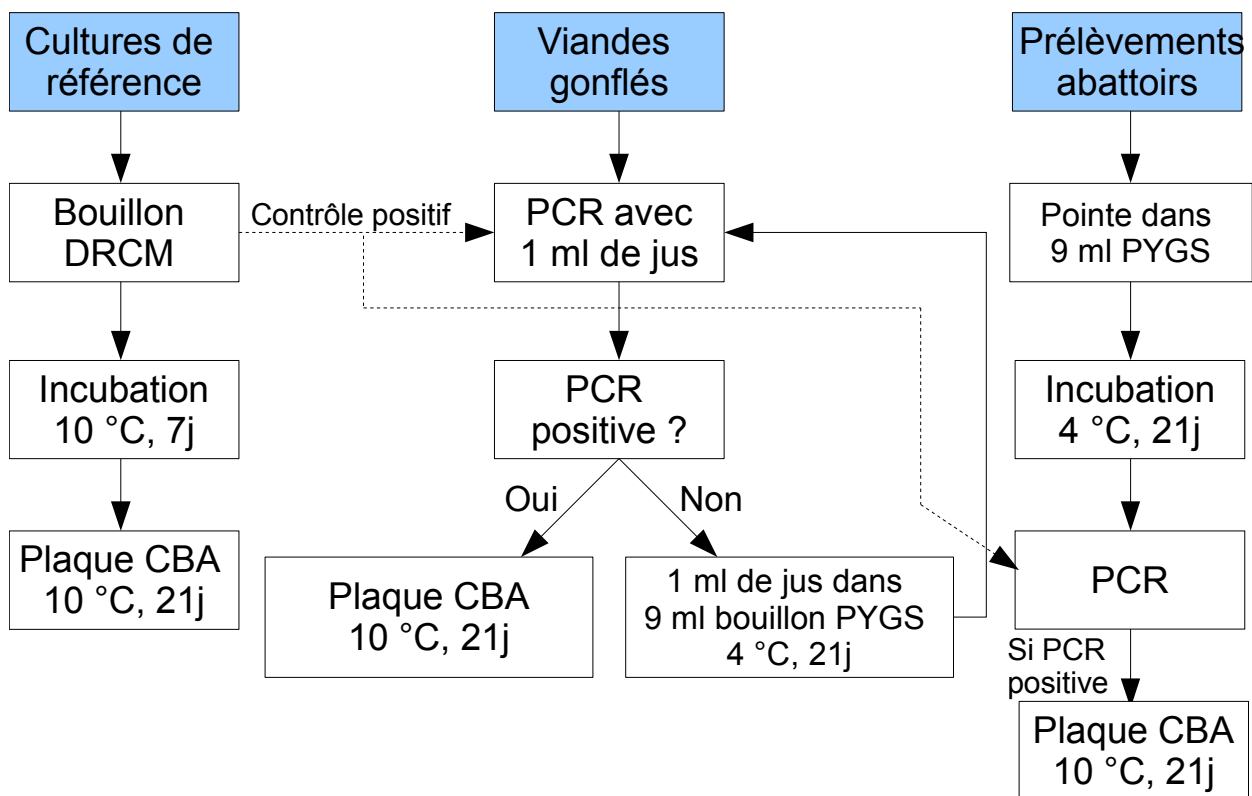 Cultures de
référence
Bouillon
DRCM
Incubation
10 °C, 7j
Plaque CBA
10 °C, 21j
Contrôle positif
Viandes
gonflés
PCR avec
1 ml de jus
PCR
positive ?
Oui
Non
Plaque CBA
10 °C, 21j
1 ml de jus dans
9 ml bouillon PYGS
4 °C, 21j
Prélèvements
abattoirs
Pointe dans
9 ml PYGS
Incubation
4 °C, 21j
PCR
Si PCR
positive
Plaque CBA
10 °C, 21j